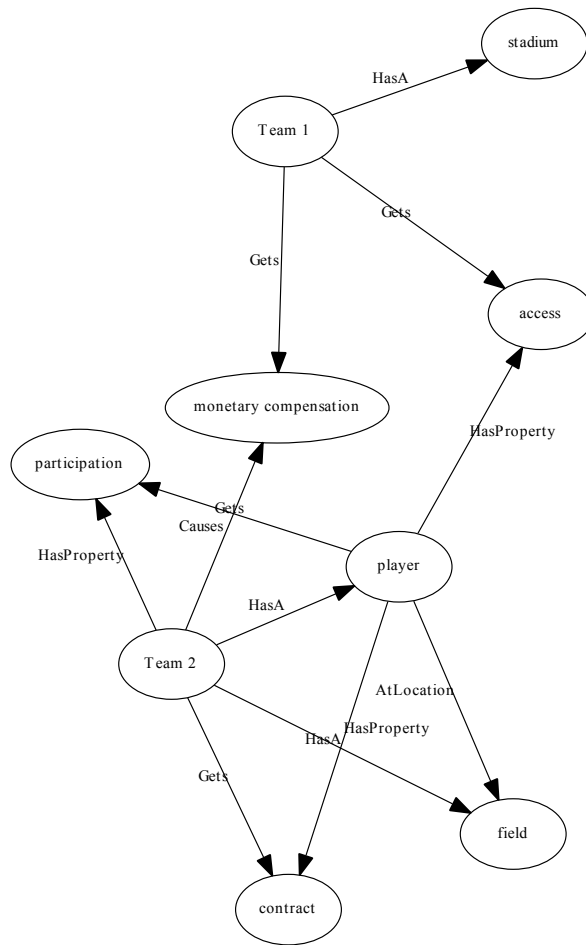 stadium
HasA
Team 1
Gets
Gets
access
monetary compensation
HasProperty
participation
Gets
Causes
HasProperty
player
HasA
Team 2
AtLocation
HasProperty
HasA
Gets
field
contract